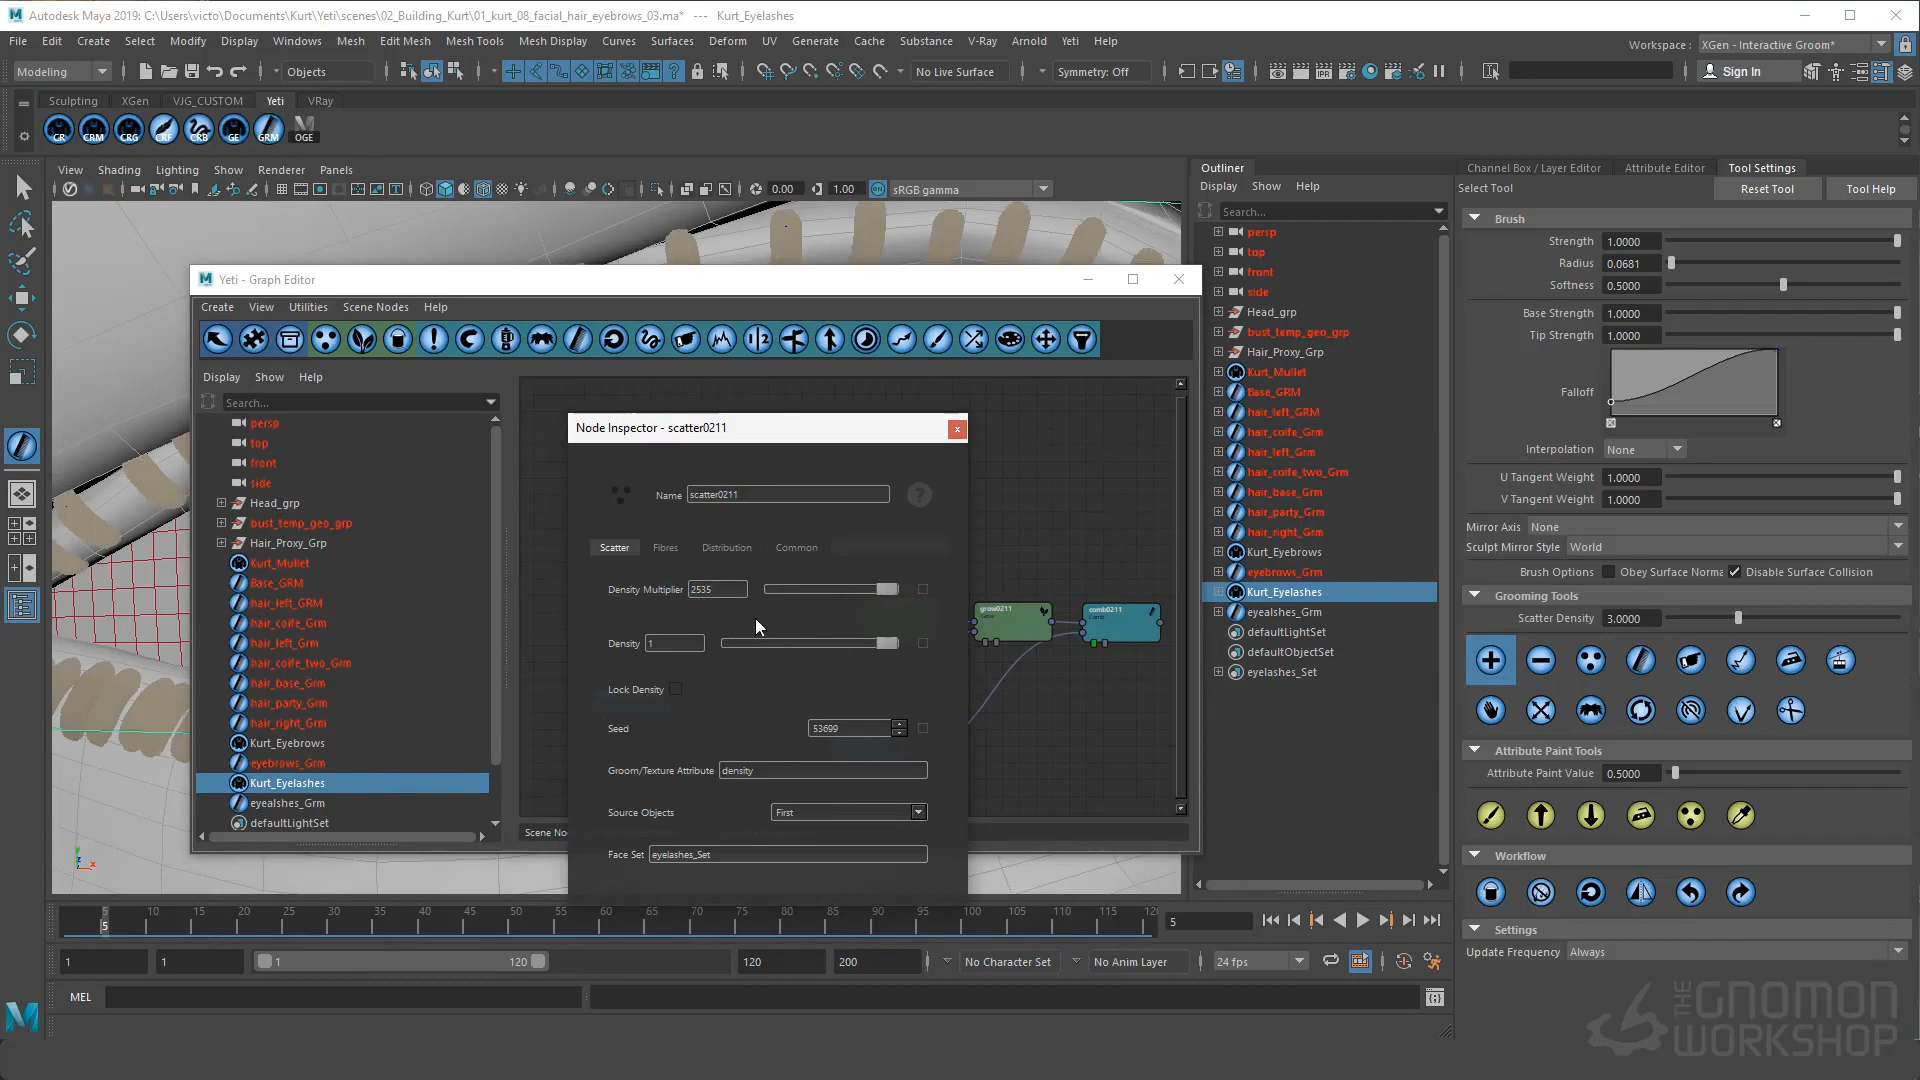 Autodesk Maya 2019: C:\Users\victo\Documents\Kurt\Yeti\scenes\02_Building_Kurt\01_kurt_08_facial_hair_eyebrows_03.ma* --- Kurt_Eyelashes
File Edit Create Select Modify Display Windows Mesh Edit Mesh Mesh Tools Mesh Display Curves Surfaces Deform UV Generate Cache Substance V-Ray Arnold Yeti Help
Workspace : XGen - Interactive Groom*
Modeling Objects No Live Surface Symmetry: Off Sign In
Sculpting XGen VJG_CUSTOM Yeti VRay
CR CRM CRG CRF CRB GE GRM OGE
View Shading Lighting Show Renderer Panels
0.00 1.00 sRGB gamma
Yeti - Graph Editor
Create View Utilities Scene Nodes Help
Display Show Help
Search...
persp
top
front
side
Head_grp
bust_temp_geo_grp
Hair_Proxy_Grp
Kurt_Mullet
Base_GRM
hair_left_GRM
hair_coife_Grm
hair_left_Grm
hair_coife_two_Grm
hair_base_Grm
hair_party_Grm
hair_right_Grm
Kurt_Eyebrows
eyebrows_Grm
Kurt_Eyelashes
eyealshes_Grm
defaultLightSet
Scene No
Node Inspector - scatter0211
Name scatter0211
Scatter Fibres Distribution Common
Density Multiplier 2535
Density 1
Lock Density
Seed 53699
Groom/Texture Attribute density
Source Objects First
Face Set eyelashes_Set
grow0211
Grow
comb0211
Comb
Outliner
Display Show Help
Search...
persp
top
front
side
Head_grp
bust_temp_geo_grp
Hair_Proxy_Grp
Kurt_Mullet
Base_GRM
hair_left_GRM
hair_coife_Grm
hair_left_Grm
hair_coife_two_Grm
hair_base_Grm
hair_party_Grm
hair_right_Grm
Kurt_Eyebrows
eyebrows_Grm
Kurt_Eyelashes
eyealshes_Grm
defaultLightSet
defaultObjectSet
eyelashes_Set
Channel Box / Layer Editor Attribute Editor Tool Settings
Select Tool Reset Tool Tool Help
Brush
Strength 1.0000
Radius 0.0681
Softness 0.5000
Base Strength 1.0000
Tip Strength 1.0000
Falloff
Interpolation None
U Tangent Weight 1.0000
V Tangent Weight 1.0000
Mirror Axis None
Sculpt Mirror Style World
Brush Options Obey Surface Norma Disable Surface Collision
Grooming Tools
Scatter Density 3.0000
Attribute Paint Tools
Attribute Paint Value 0.5000
Workflow
Settings
Update Frequency Always
5 10 15 20 25 30 35 40 45 50 55 60 65 70 75 80 85 90 95 100 105 110 115 12
5
5
1 1 1 120 120 200 No Character Set No Anim Layer 24 fps
MEL
THE GNOMON WORKSHOP